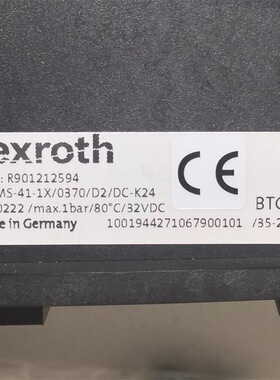 exroth
: R901212594
MS-41-1X/0370/D2/DC-K24
0222 /max.1bar/80°C/32VDC
e in Germany
1001944271067900101
CE
BTC
/35-2